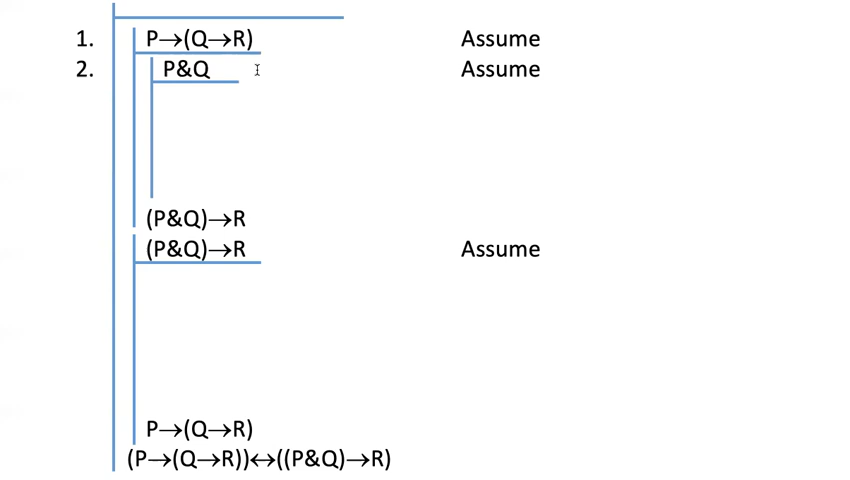 1. P→(Q→R) Assume
2. P&Q Assume
(P&Q)→R
(P&Q)→R Assume
P→(Q→R)
(P→(Q→R))↔((P&Q)→R)